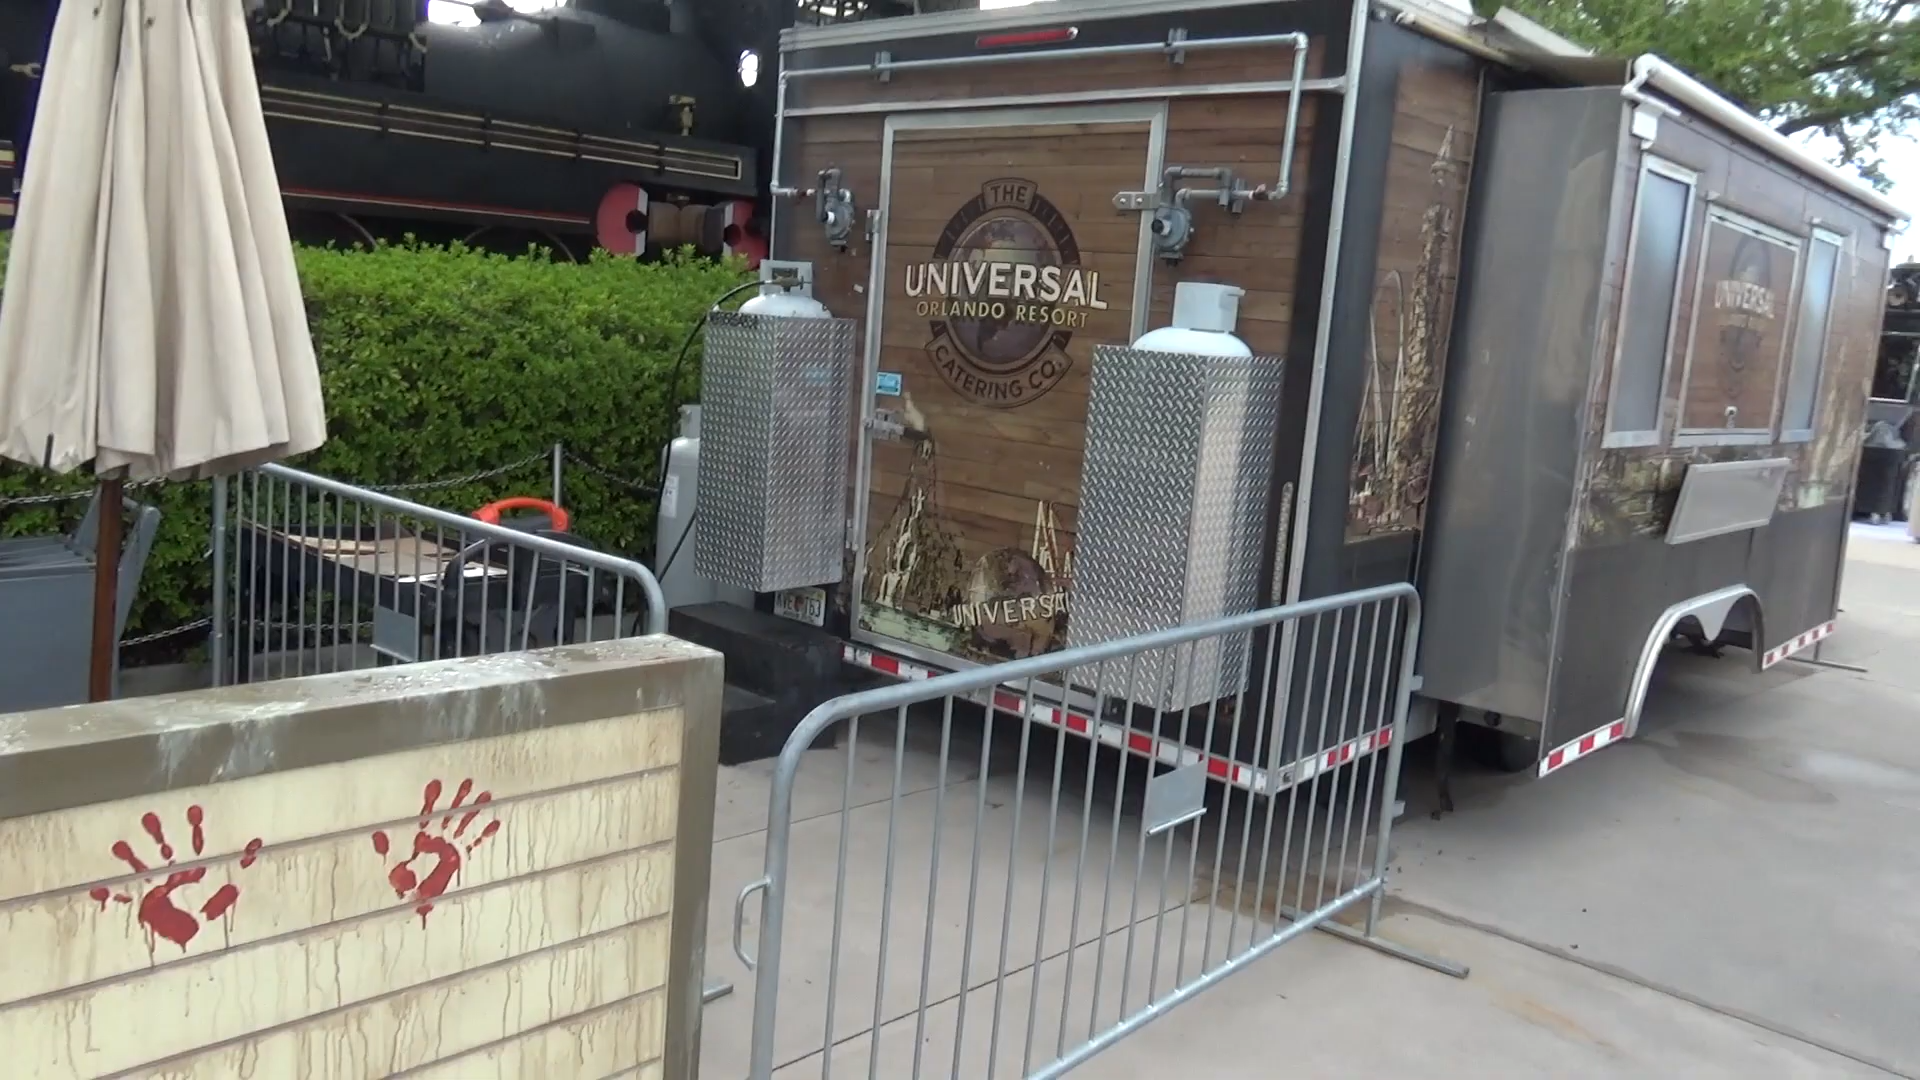 THE
UNIVERSAL
ORLANDO RESORT
CATERING CO.
UNIVERSAL
UNIVERSAL